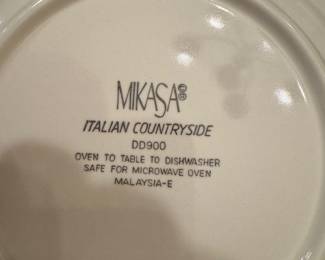 MIKASA
ITALIAN COUNTRYSIDE
DD900
OVEN TO TABLE TO DISHWASHER
SAFE FOR MICROWAVE OVEN
MALAYSIA-E